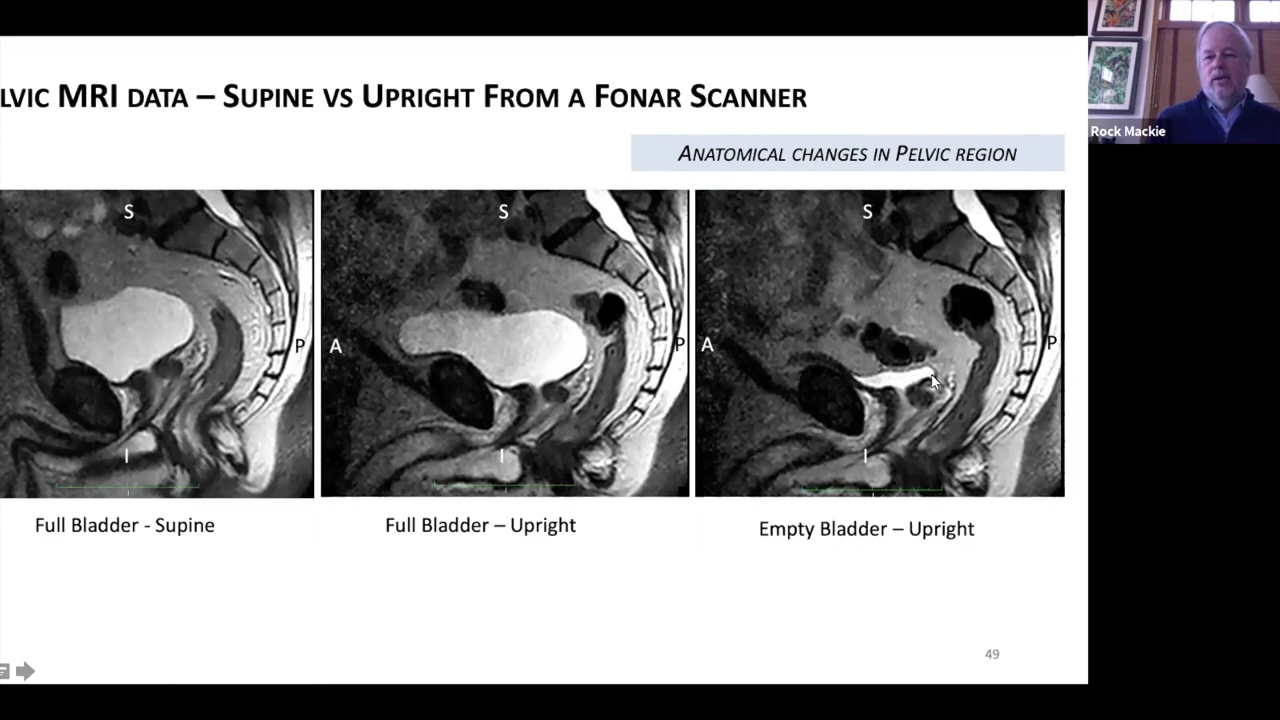 LVIC MRI DATA – SUPINE VS UPRIGHT FROM A FONAR SCANNER
Rock Mackie
ANATOMICAL CHANGES IN PELVIC REGION
S S S
P A P A P
I I I
Full Bladder - Supine Full Bladder – Upright Empty Bladder – Upright
49